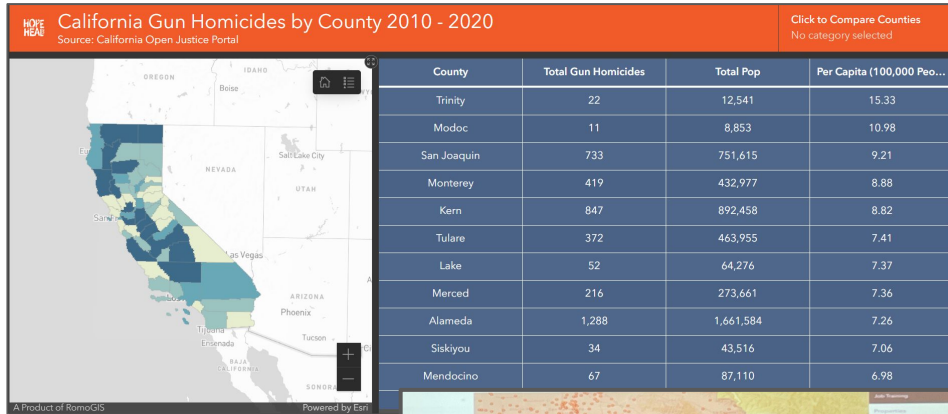 HOPE
HEAL
California Gun Homicides by County 2010 - 2020
Source: California Open Justice Portal
Click to Compare Counties
No category selected
OREGON
IDAHO
Boise
Salt Lake City
NEVADA
UTAH
San Fr
Las Vegas
ARIZONA
Phoenix
Tijuana
Ensenada
Tucson
BAJA
CALIFORNIA
SONORA
A Product of RomoGIS
Powered by Esri
County Total Gun Homicides Total Pop Per Capita (100,000 Peo...
Trinity 22 12,541 15.33
Modoc 11 8,853 10.98
San Joaquin 733 751,615 9.21
Monterey 419 432,977 8.88
Kern 847 892,458 8.82
Tulare 372 463,955 7.41
Lake 52 64,276 7.37
Merced 216 273,661 7.36
Alameda 1,288 1,661,584 7.26
Siskiyou 34 43,516 7.06
Mendocino 67 87,110 6.98
Job Training